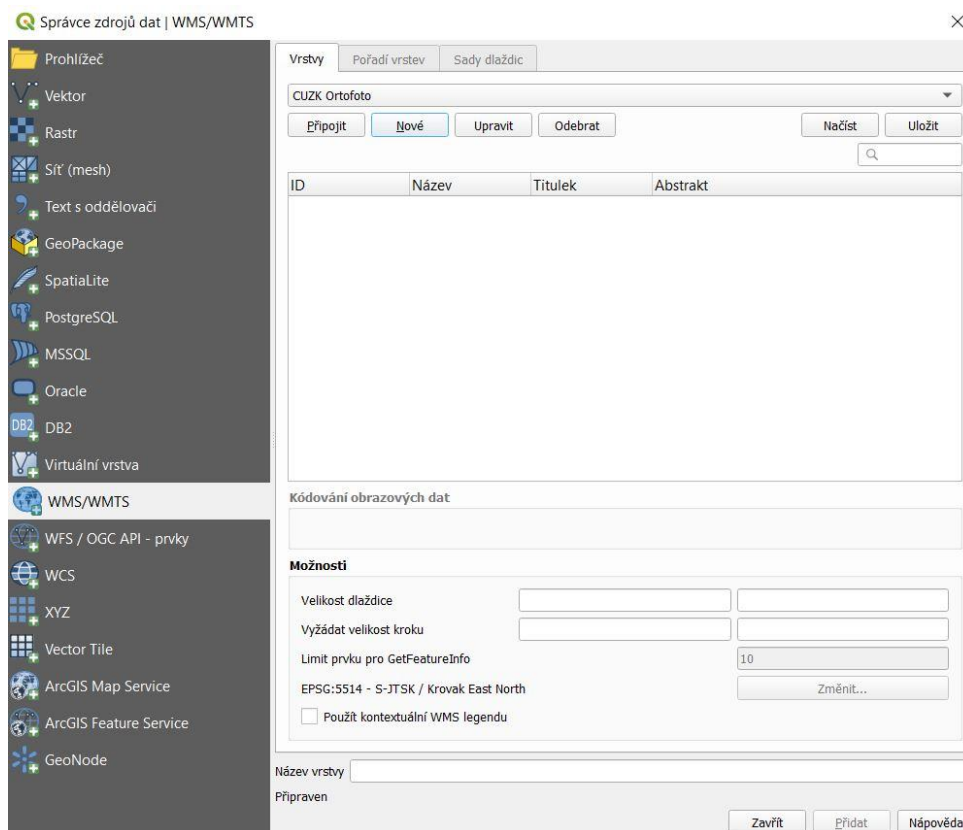 Správce zdrojů dat | WMS/WMTS
Prohlížeč
Vektor
Rastr
Síť (mesh)
Text s oddělovači
GeoPackage
SpatiaLite
PostgreSQL
MSSQL
Oracle
DB2 DB2
Virtuální vrstva
WMS/WMTS
WFS / OGC API - prvky
WCS
XYZ
Vector Tile
ArcGIS Map Service
ArcGIS Feature Service
GeoNode
Vrstvy Pořadí vrstev Sady dlaždic
CUZK Ortofoto
Připojit Nové Upravit Odebrat Načíst Uložit
ID Název Titulek Abstrakt
Kódování obrazových dat
Možnosti
Velikost dlaždice
Vyžádat velikost kroku
Limit prvku pro GetFeatureInfo 10
EPSG:5514 - S-JTSK / Krovak East North Změnit...
Použít kontextuální WMS legendu
Název vrstvy
Připraven
Zavřít Přidat Nápověda